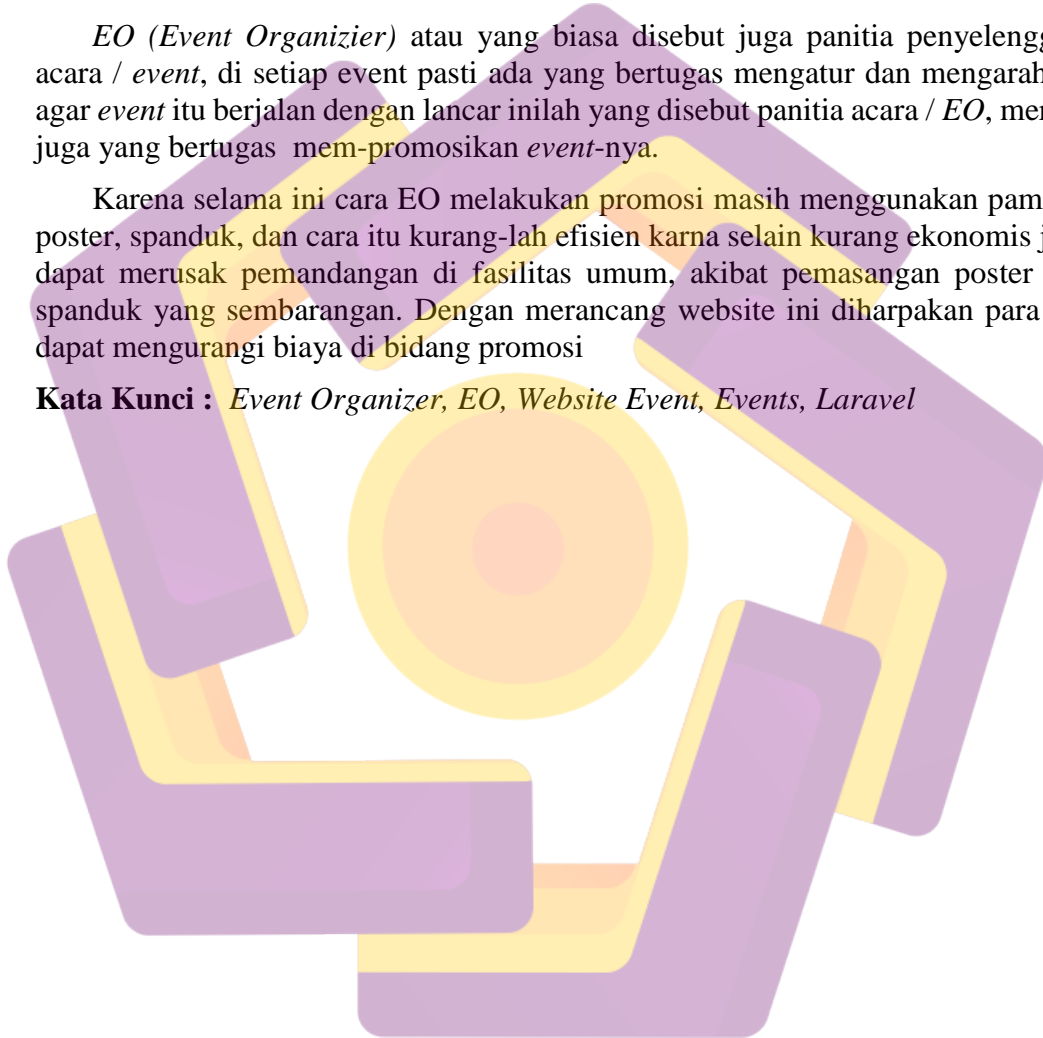 EO (Event Organizier) atau yang biasa disebut juga panitia penyelengg
acara / event, di setiap event pasti ada yang bertugas mengatur dan mengarah
agar event itu berjalan dengan lancar inilah yang disebut panitia acara / EO, mer
juga yang bertugas mem-promosikan event-nya.
Karena selama ini cara EO melakukan promosi masih menggunakan pam
poster, spanduk, dan cara itu kurang-lah efisien karna selain kurang ekonomis j
dapat merusak pemandangan di fasilitas umum, akibat pemasangan poster
spanduk yang sembarangan. Dengan merancang website ini diharpakan para
dapat mengurangi biaya di bidang promosi
Kata Kunci : Event Organizer, EO, Website Event, Events, Laravel